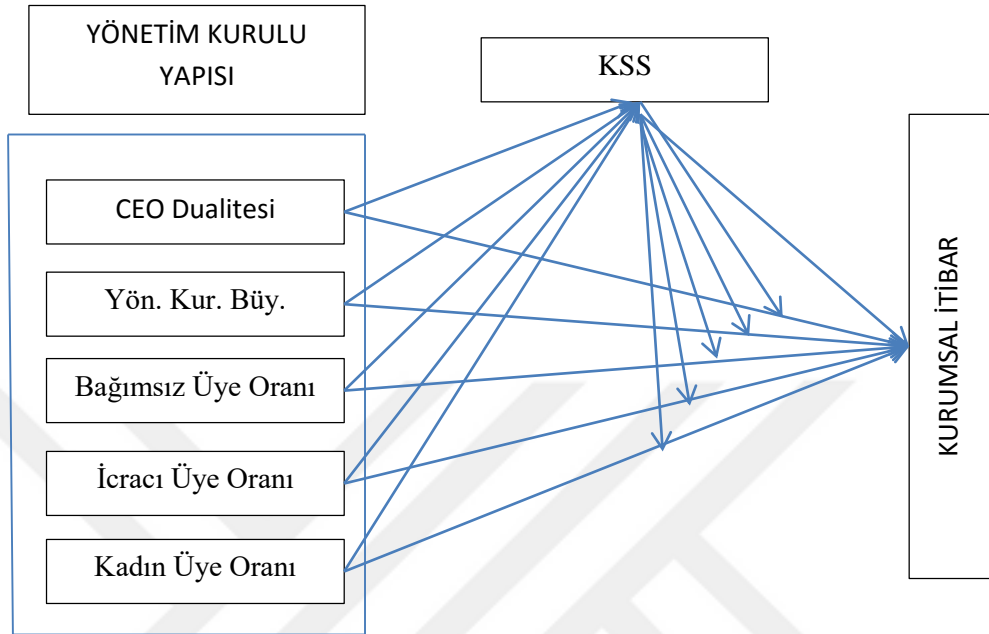 YÖNETİM KURULU
YAPISI
KSS
CEO Dualitesi
Yön. Kur. Büy.
Bağımsız Üye Oranı
İcracı Üye Oranı
Kadın Üye Oranı
KURUMSAL İTİBAR